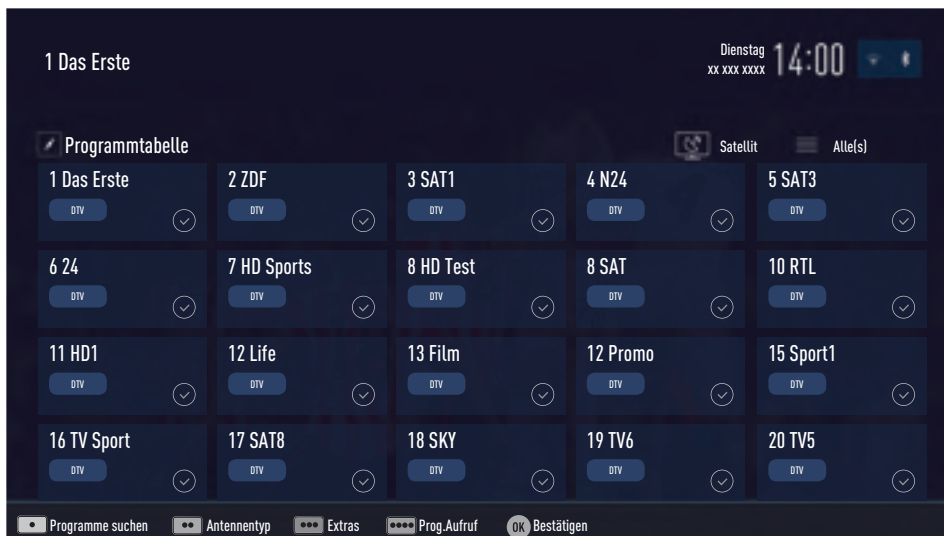 1 Das Erste
Dienstag
xx xxx xxxx
14:00
Programmtabelle
Satellit
Alle(s)
1 Das Erste
DTV
2 ZDF
DTV
3 SAT1
DTV
4 N24
DTV
5 SAT3
DTV
6 24
DTV
7 HD Sports
DTV
8 HD Test
DTV
8 SAT
DTV
10 RTL
DTV
11 HD1
DTV
12 Life
DTV
13 Film
DTV
12 Promo
DTV
15 Sport1
DTV
16 TV Sport
DTV
17 SAT8
DTV
18 SKY
DTV
19 TV6
DTV
20 TV5
DTV
Programme suchen
Antennentyp
Extras
Prog.Aufruf
OK Bestätigen